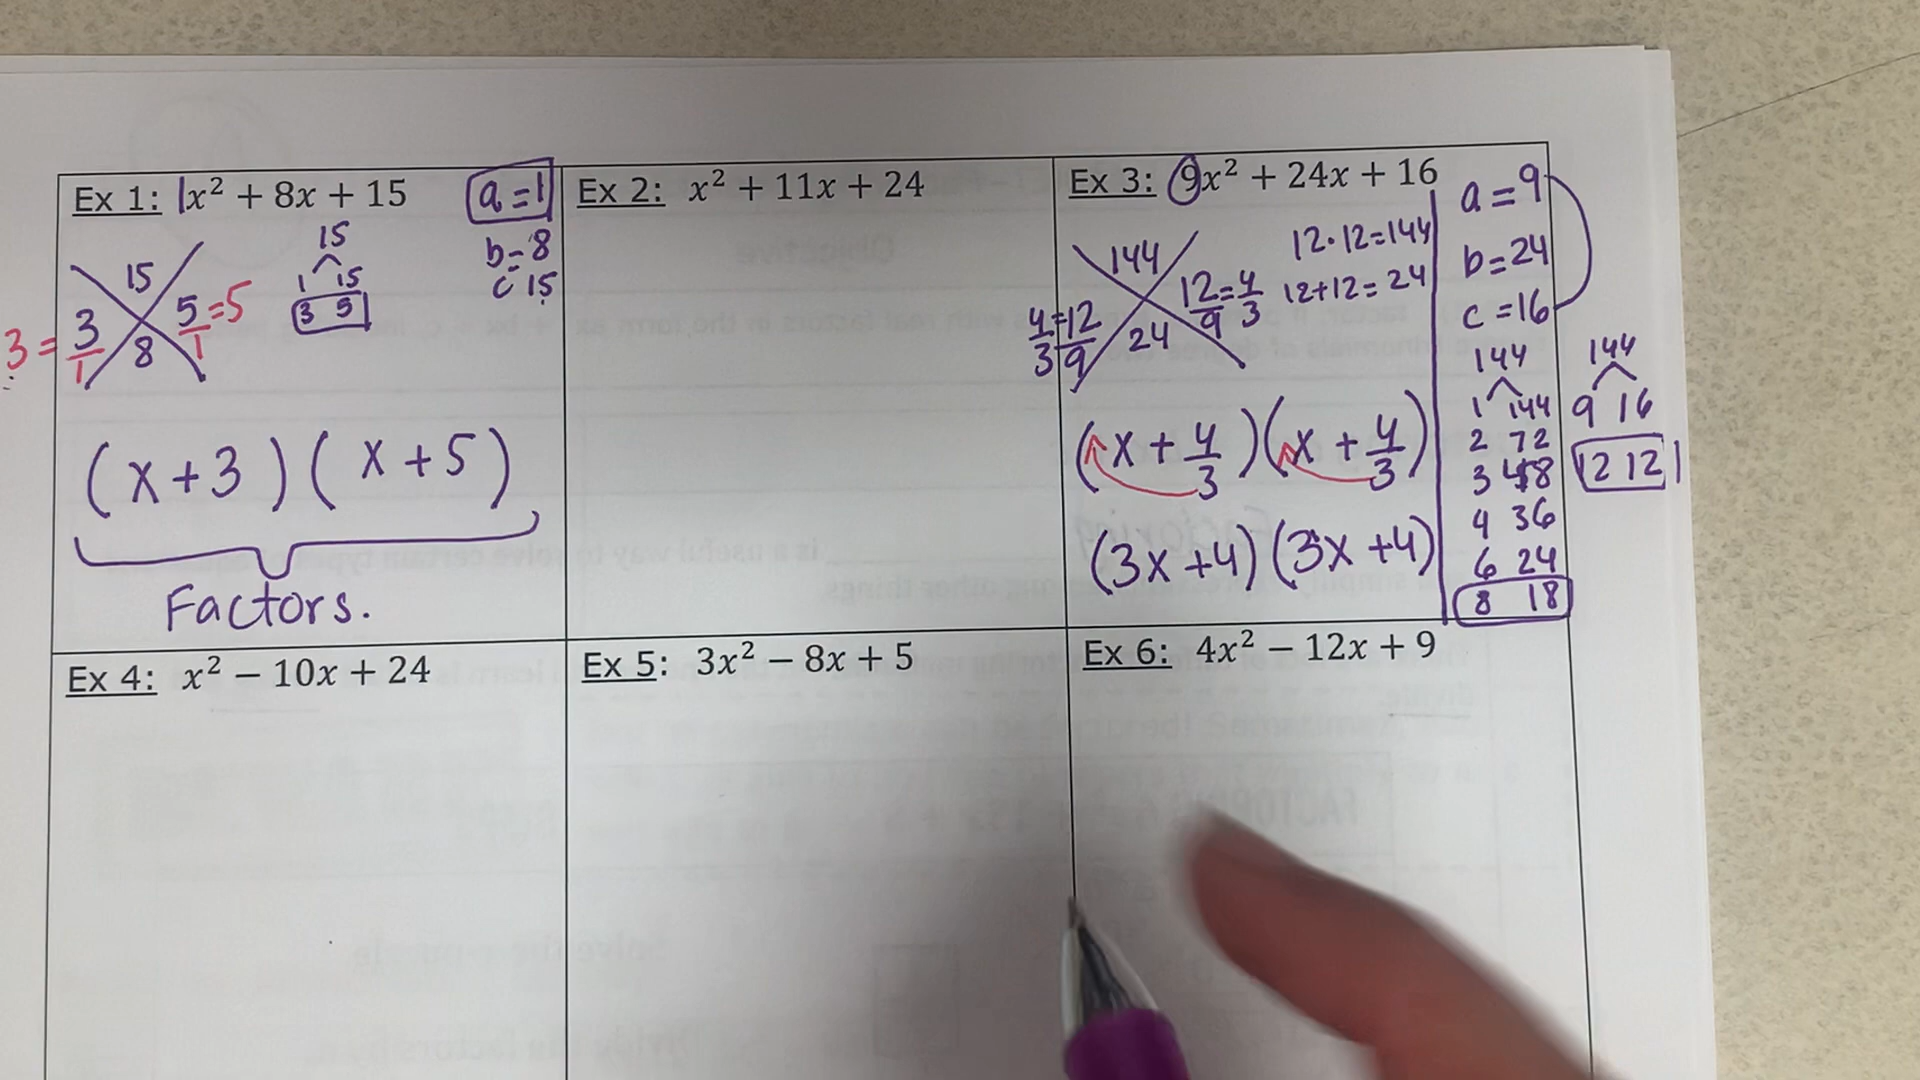 Ex 1: 1x² + 8x + 15
a=1
b=8
c 15
15
1 15
3 5
15
3/1
5/1=5
8
3=
(x+3)(x+5)
Factors.
Ex 2: x² + 11x + 24
Ex 3: 9x² + 24x + 16
a=9
b=24
c=16
144
12·12=144
12+12=24
4/3=12/9
12/9=4/3
24
144
1 144
2 72
3 48
4 36
6 24
8 18
144
9 16
12 12
(x+4/3)(x+4/3)
(3x+4)(3x+4)
Ex 4: x² − 10x + 24
Ex 5: 3x² − 8x + 5
Ex 6: 4x² − 12x + 9